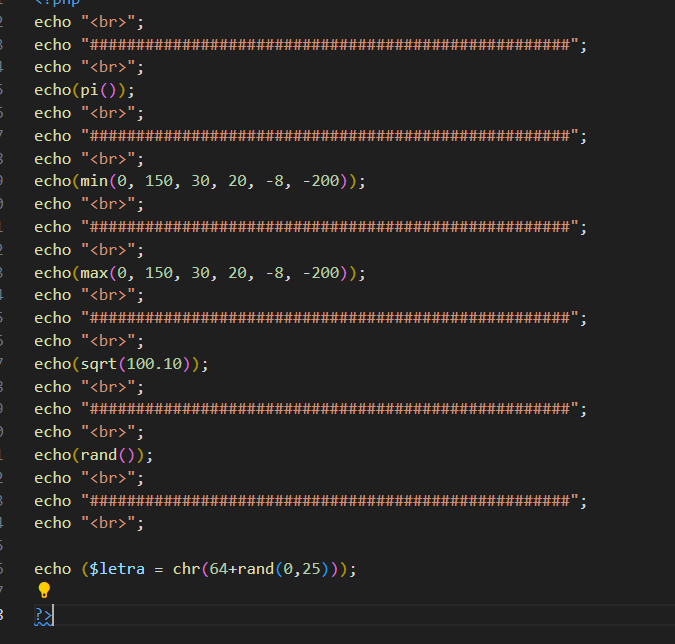 <?php
echo "<br>";
echo "####################################################";
echo "<br>";
echo(pi());
echo "<br>";
echo "####################################################";
echo "<br>";
echo(min(0, 150, 30, 20, -8, -200));
echo "<br>";
echo "####################################################";
echo "<br>";
echo(max(0, 150, 30, 20, -8, -200));
echo "<br>";
echo "####################################################";
echo "<br>";
echo(sqrt(100.10));
echo "<br>";
echo "####################################################";
echo "<br>";
echo(rand());
echo "<br>";
echo "####################################################";
echo "<br>";
echo ($letra = chr(64+rand(0,25)));
?>